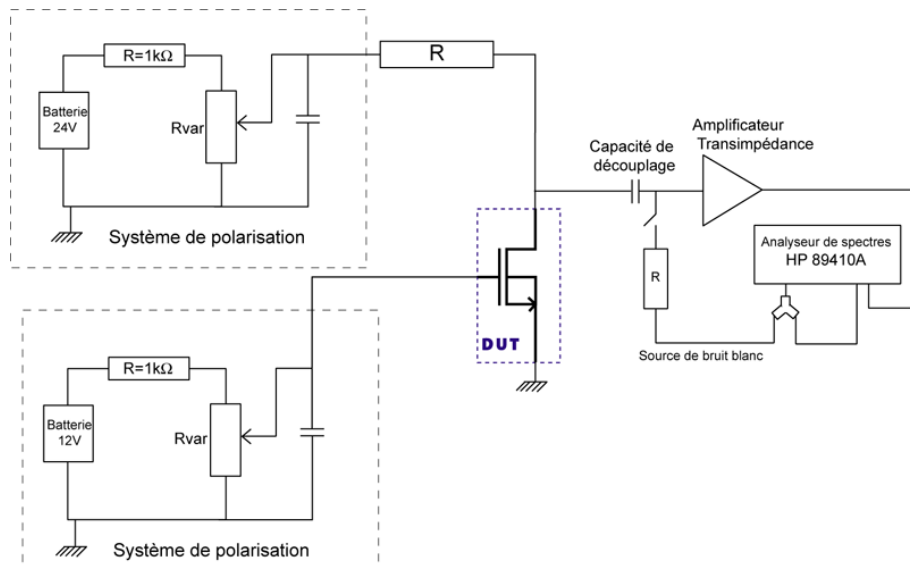 R=1kΩ
Batterie
24V
Rvar
Système de polarisation
R
Capacité de
découplage
Amplificateur
Transimpédance
R
Analyseur de spectres
HP 89410A
Source de bruit blanc
DUT
R=1kΩ
Batterie
12V
Rvar
Système de polarisation